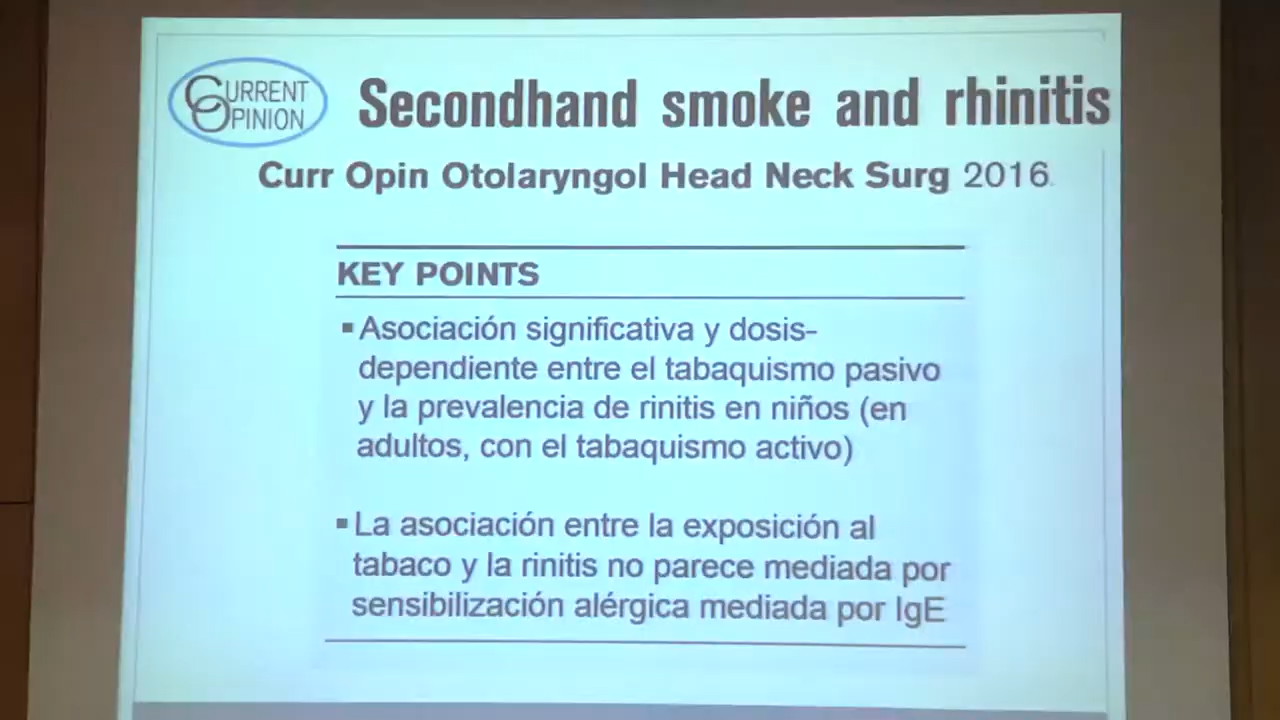 CURRENT
OPINION
Secondhand smoke and rhinitis
Curr Opin Otolaryngol Head Neck Surg 2016.
KEY POINTS
▪ Asociación significativa y dosis-
dependiente entre el tabaquismo pasivo
y la prevalencia de rinitis en niños (en
adultos, con el tabaquismo activo)
▪ La asociación entre la exposición al
tabaco y la rinitis no parece mediada por
sensibilización alérgica mediada por IgE